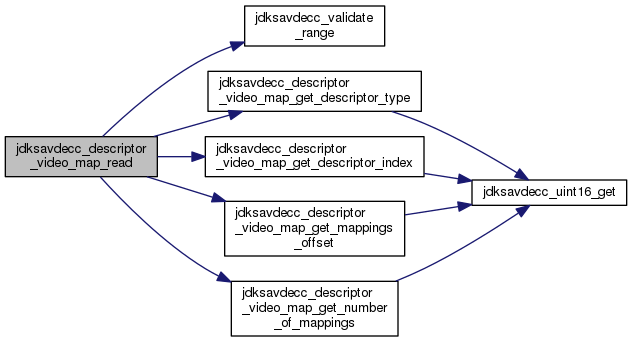 jdksavdecc_descriptor
_video_map_read
jdksavdecc_validate
_range
jdksavdecc_descriptor
_video_map_get_descriptor_type
jdksavdecc_descriptor
_video_map_get_descriptor_index
jdksavdecc_descriptor
_video_map_get_mappings
_offset
jdksavdecc_descriptor
_video_map_get_number
_of_mappings
jdksavdecc_uint16_get